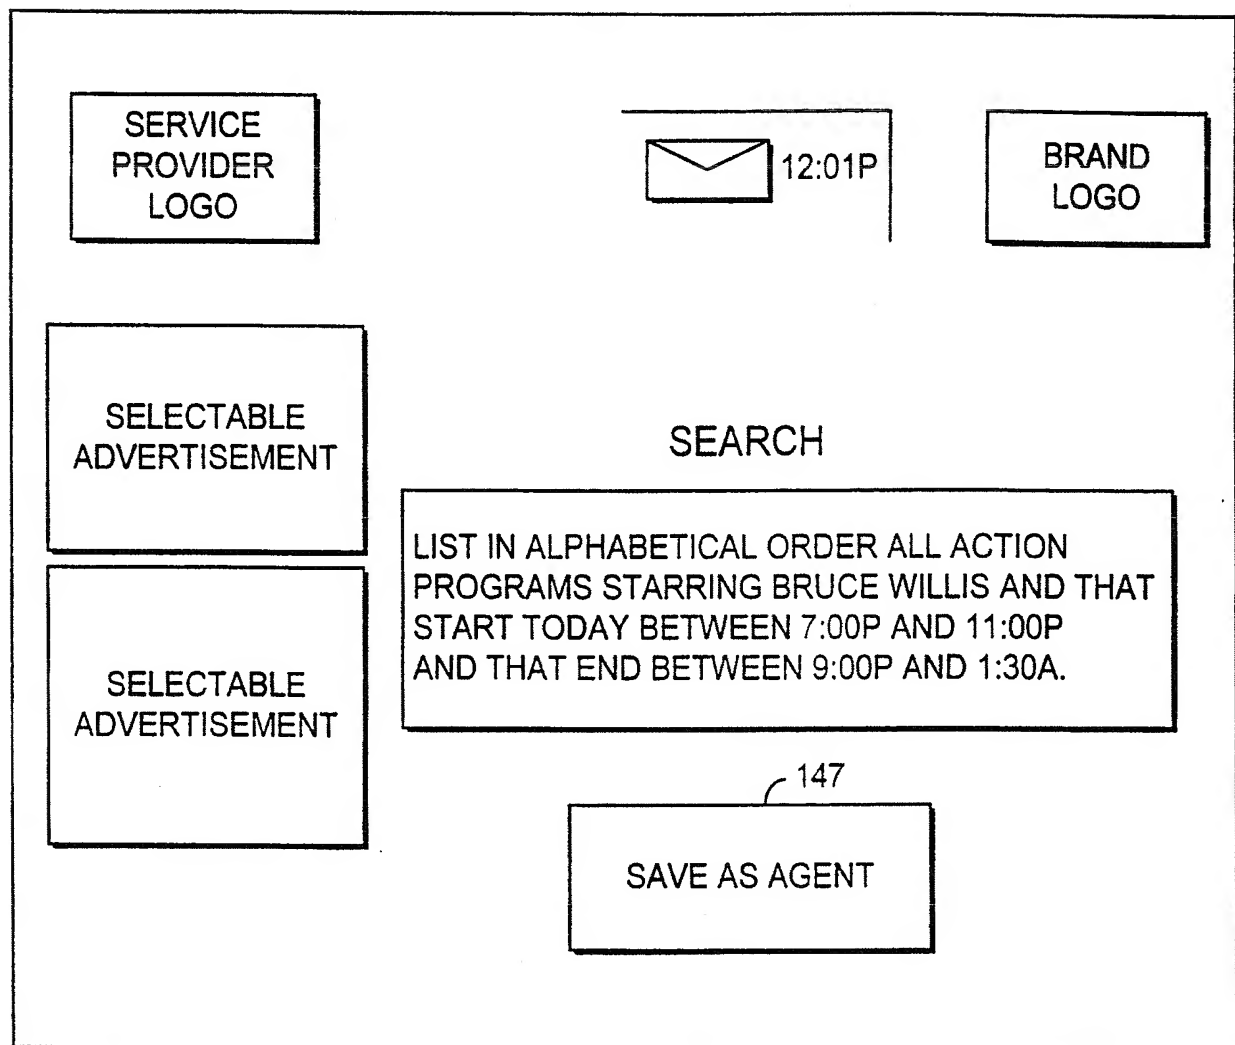 SERVICE
PROVIDER
LOGO
12:01P
BRAND
LOGO
SELECTABLE
ADVERTISEMENT
SEARCH
LIST IN ALPHABETICAL ORDER ALL ACTION
PROGRAMS STARRING BRUCE WILLIS AND THAT
START TODAY BETWEEN 7:00P AND 11:00P
AND THAT END BETWEEN 9:00P AND 1:30A.
SELECTABLE
ADVERTISEMENT
147
SAVE AS AGENT